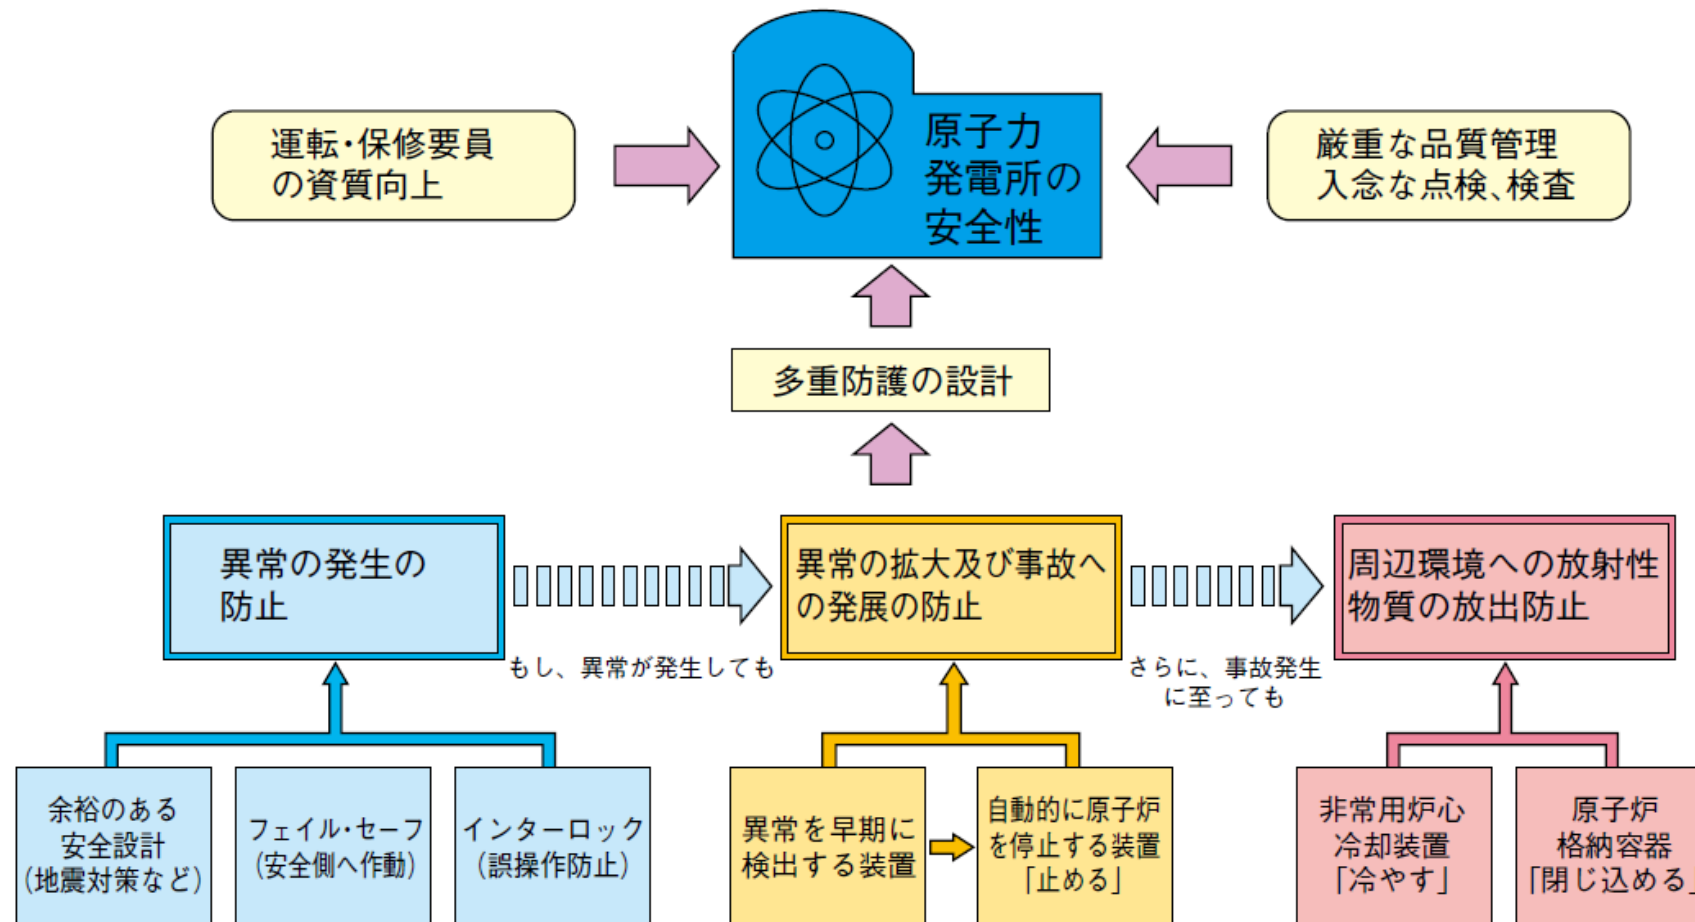 運転・保修要員
の資質向上
原子力
発電所の
安全性
厳重な品質管理
入念な点検、検査
多重防護の設計
異常の発生の
防止
もし、異常が発生しても
異常の拡大及び事故へ
の発展の防止
さらに、事故発生
に至っても
周辺環境への放射性
物質の放出防止
余裕のある
安全設計
(地震対策など)
フェイル・セーフ
(安全側へ作動)
インターロック
(誤操作防止)
異常を早期に
検出する装置
自動的に原子炉
を停止する装置
「止める」
非常用炉心
冷却装置
「冷やす」
原子炉
格納容器
「閉じ込める」